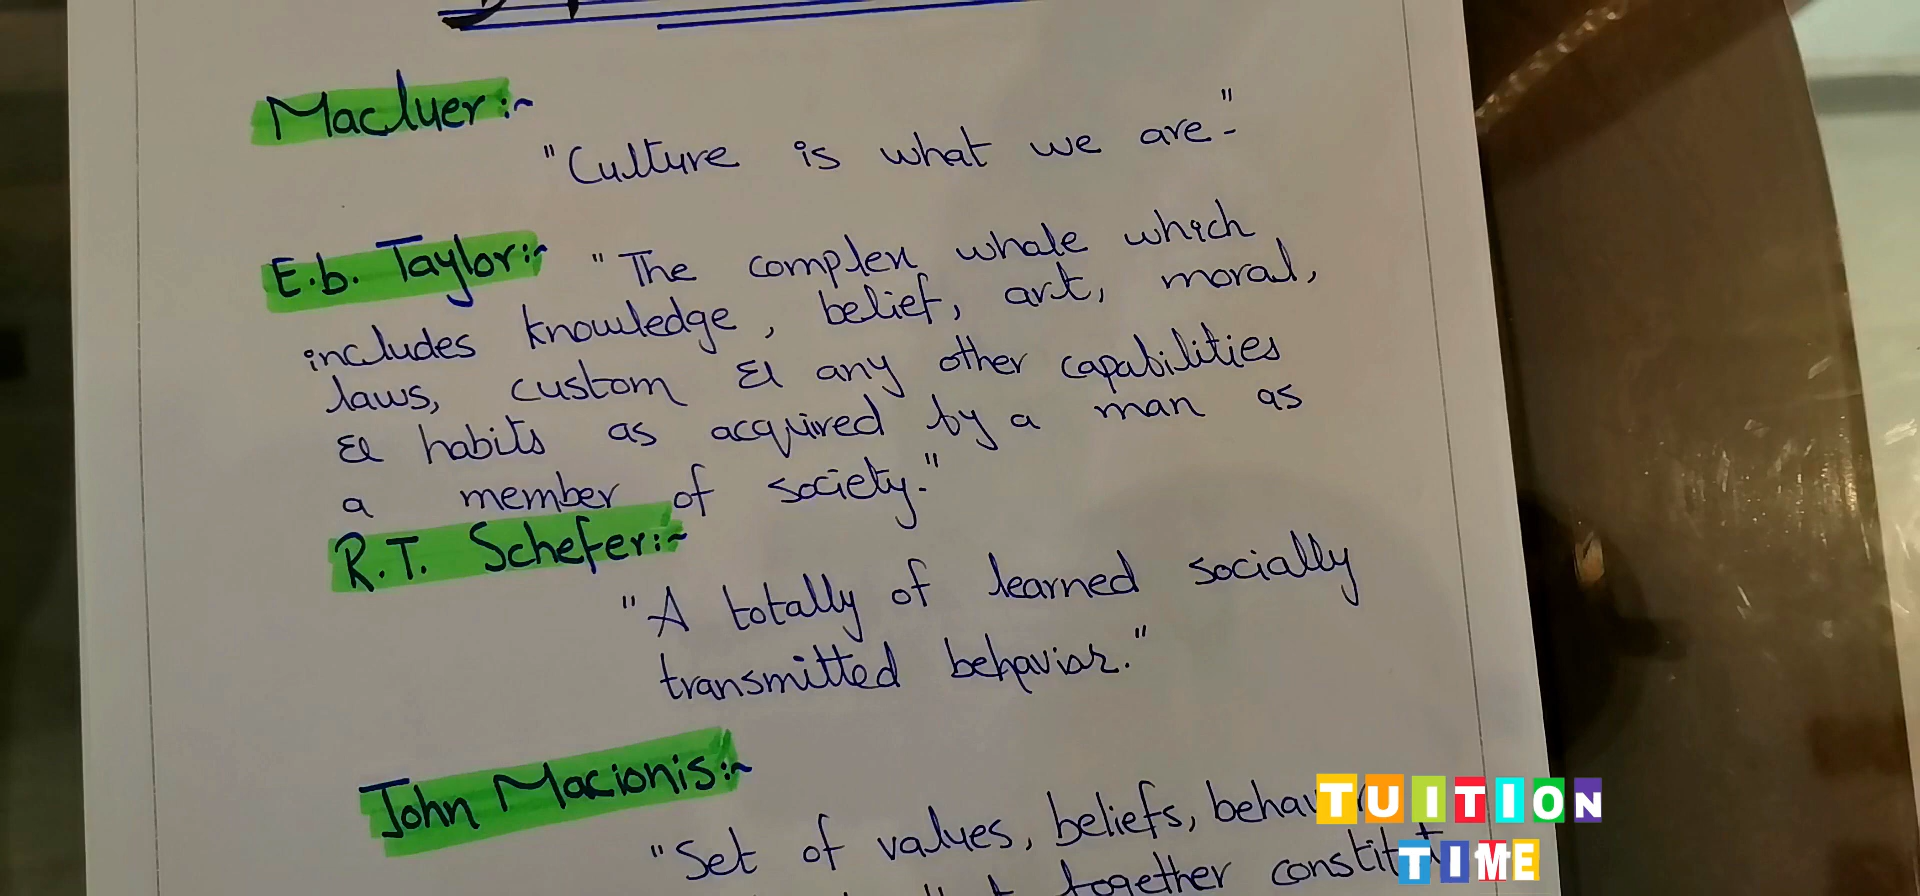 MacIver:~
"Culture is what we are-"
E.b. Taylor:~ "The complex whole which
includes knowledge, belief, art, moral,
laws, custom & any other capabilities
& habits as acquired by a man as
a member of society."
R.T. Schefer:~
"A totally of learned socially
transmitted behavior."
John Macionis:~
"Set of values, beliefs,
together
TUITION
TIME